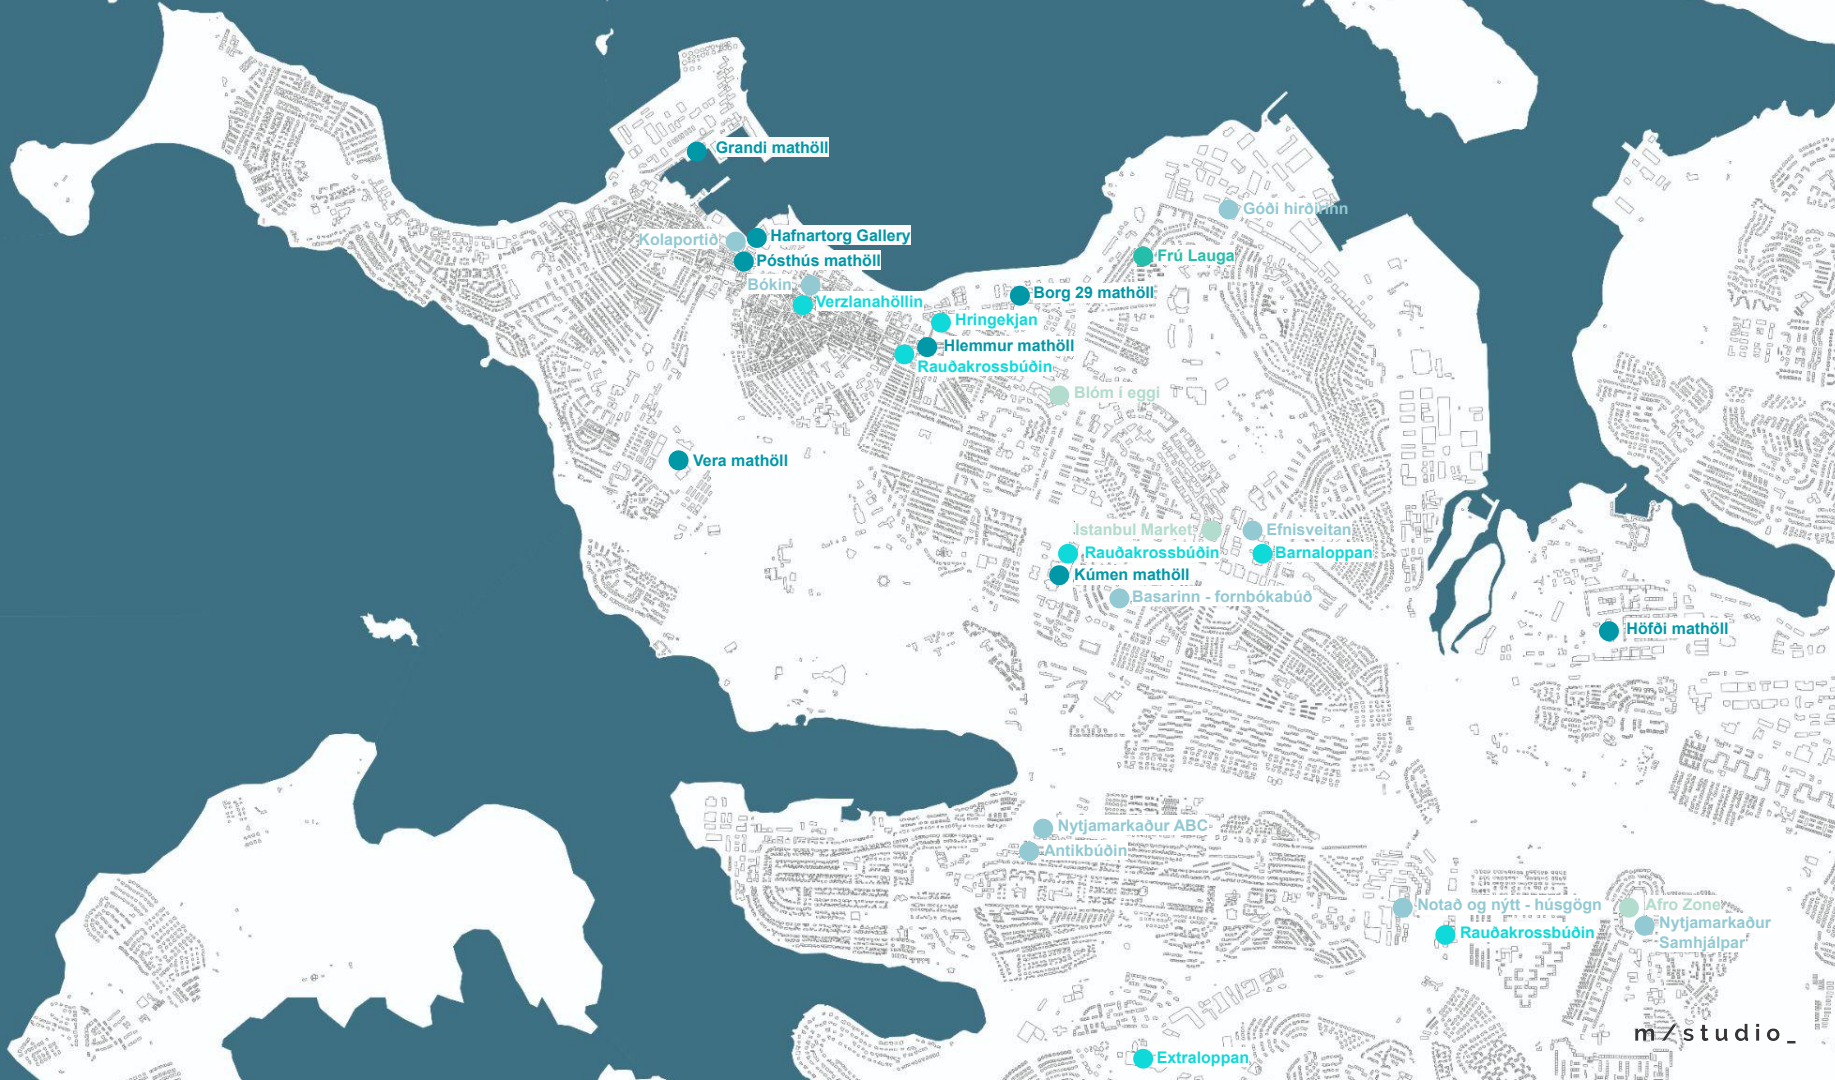 Grandi mathöll
Góði hirðirinn
Kolaportið
Hafnartorg Gallery
Pósthús mathöll
Frú Lauga
Bókin
Verzlanahöllin
Borg 29 mathöll
Hringekjan
Hlemmur mathöll
Rauðakrossbúðin
Blóm í eggi
Vera mathöll
Istanbul Market
Efnisveitan
Rauðakrossbúðin
Barnaloppan
Kúmen mathöll
Basarinn - fornbókabúð
Höfði mathöll
Nytjamarkaður ABC
Antikbúðin
Notað og nýtt - húsgögn
Afro Zone
Nytjamarkaður
Samhjálpar
Rauðakrossbúðin
m/studio_
Extraloppan